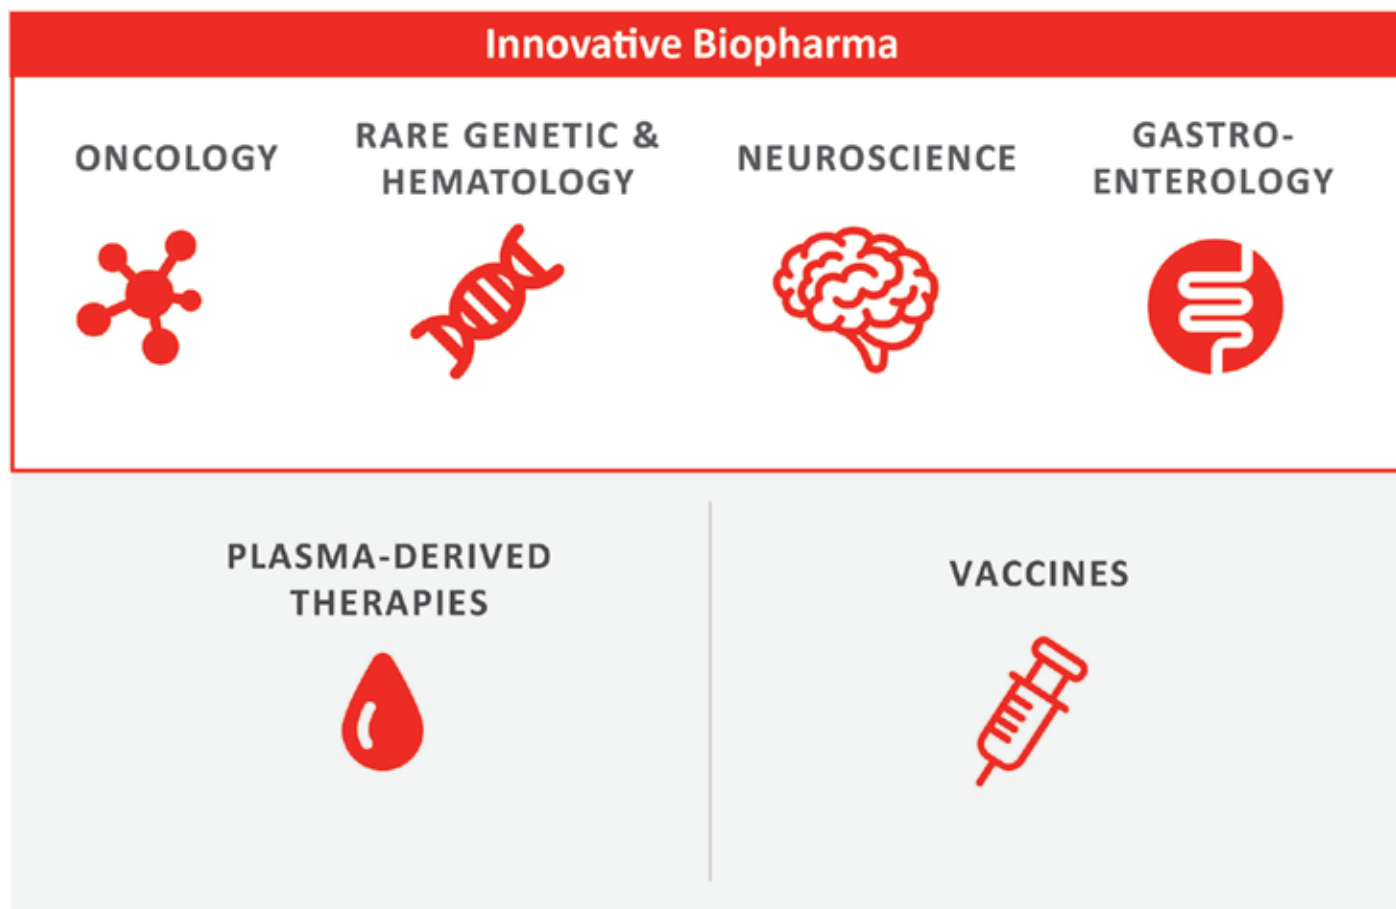 Innovative Biopharma
ONCOLOGY
RARE GENETIC &
HEMATOLOGY
NEUROSCIENCE
GASTRO-
ENTEROLOGY
PLASMA-DERIVED
THERAPIES
VACCINES